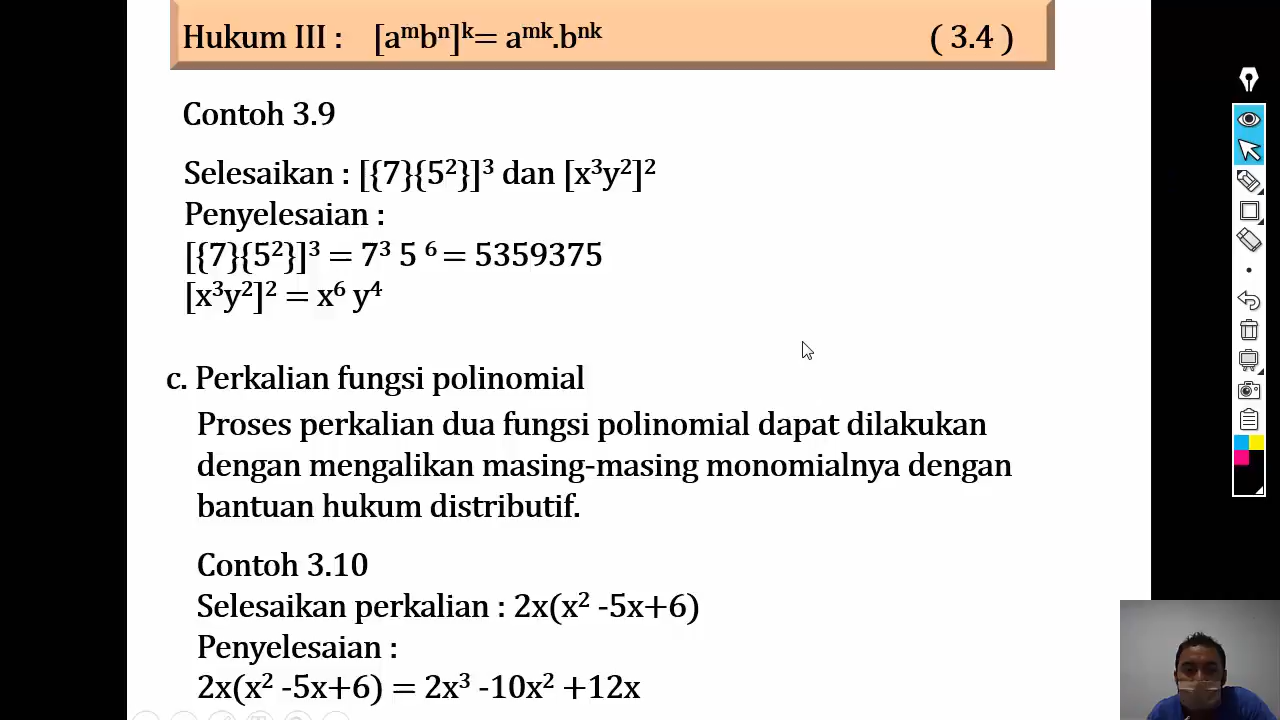 Hukum III : [aᵐbⁿ]ᵏ= aᵐᵏ.bⁿᵏ ( 3.4 )
Contoh 3.9
Selesaikan : [{7}{5²}]³ dan [x³y²]²
Penyelesaian :
[{7}{5²}]³ = 7³ 5 ⁶ = 5359375
[x³y²]² = x⁶ y⁴
c. Perkalian fungsi polinomial
Proses perkalian dua fungsi polinomial dapat dilakukan
dengan mengalikan masing-masing monomialnya dengan
bantuan hukum distributif.
Contoh 3.10
Selesaikan perkalian : 2x(x² -5x+6)
Penyelesaian :
2x(x² -5x+6) = 2x³ -10x² +12x